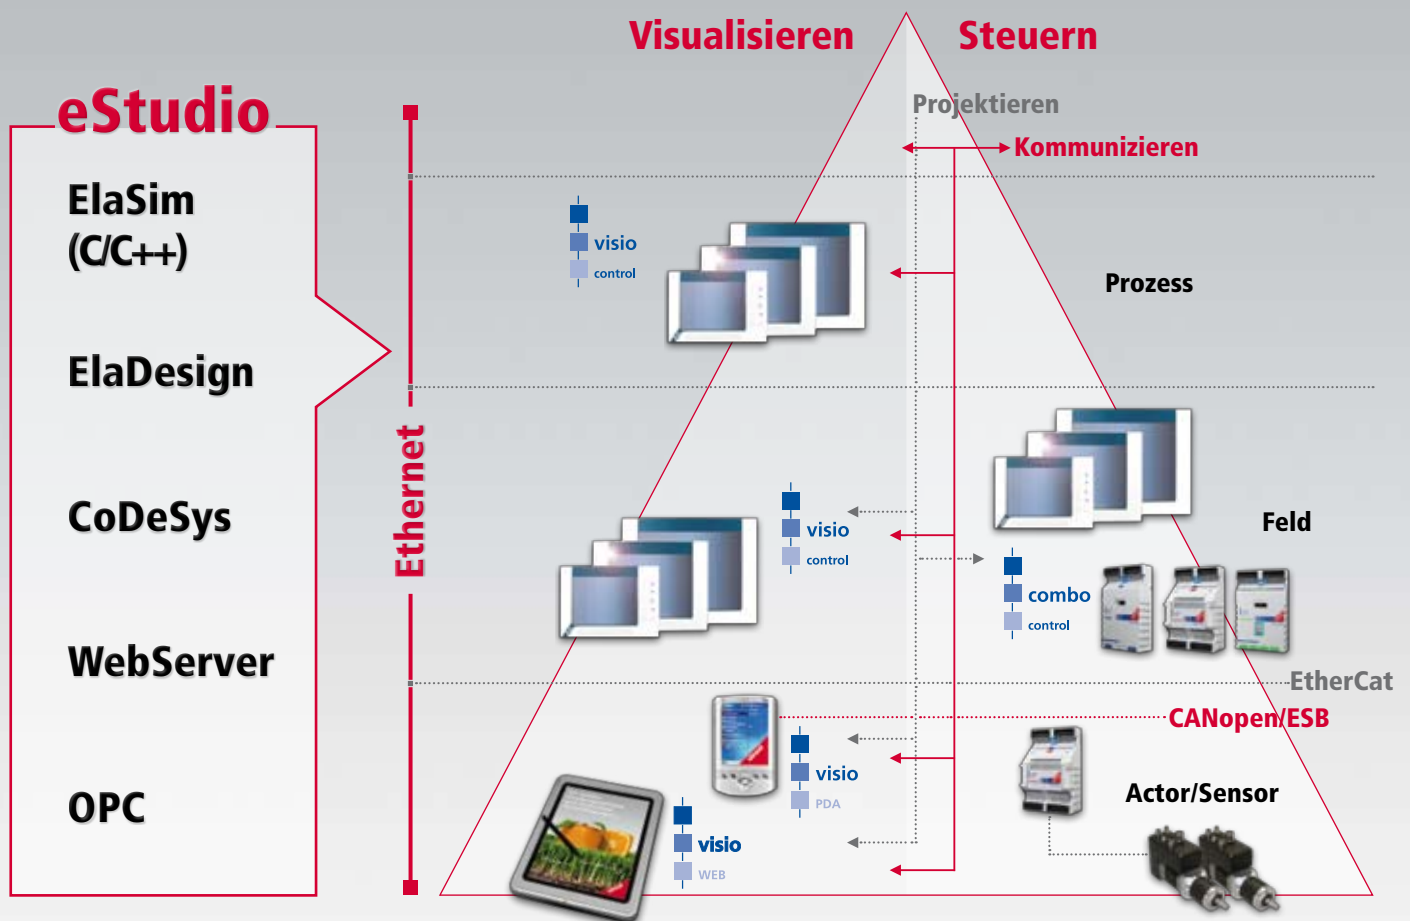 Visualisieren
Steuern
eStudio
ElaSim
(C/C++)
ElaDesign
CoDeSys
WebServer
OPC
Ethernet
Projektieren
Kommunizieren
visio
control
Prozess
visio
control
Feld
combo
control
EtherCat
CANopen/ESB
visio
PDA
Actor/Sensor
visio
WEB